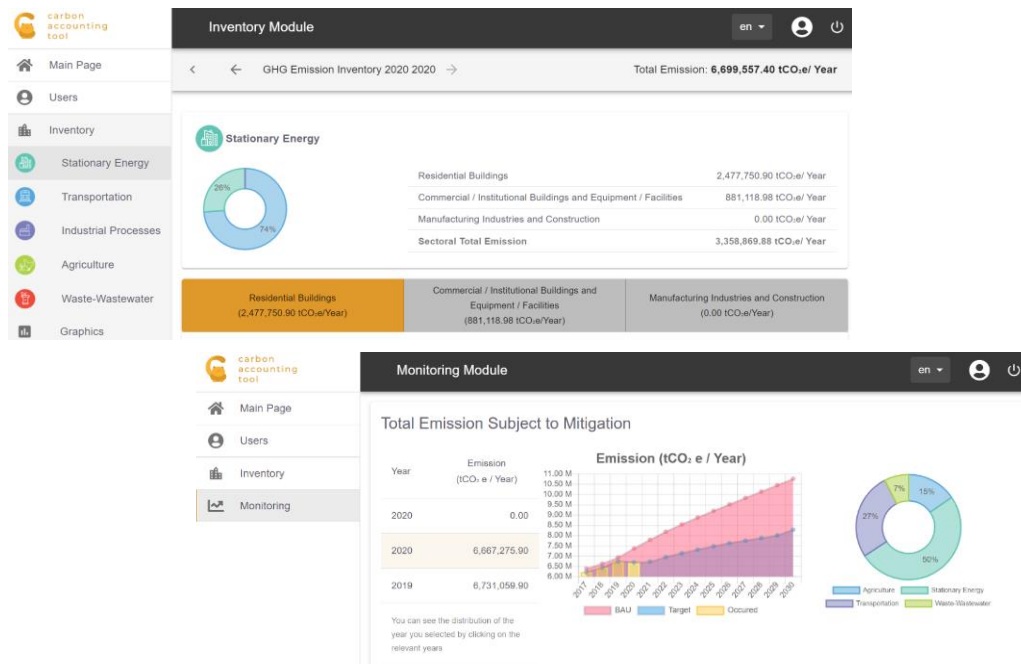 carbon
accounting
tool
Inventory Module
en
Main Page
GHG Emission Inventory 2020 2020
Total Emission: 6,699,557.40 tCO₂e/ Year
Users
Inventory
Stationary Energy
Transportation
Industrial Processes
Agriculture
Waste-Wastewater
Graphics
Stationary Energy
26%
74%
Residential Buildings 2,477,750.90 tCO₂e/ Year
Commercial / Institutional Buildings and Equipment / Facilities 881,118.98 tCO₂e/ Year
Manufacturing Industries and Construction 0.00 tCO₂e/ Year
Sectoral Total Emission 3,358,869.88 tCO₂e/ Year
Residential Buildings
(2,477,750.90 tCO₂e/Year)
Commercial / Institutional Buildings and
Equipment / Facilities
(881,118.98 tCO₂e/Year)
Manufacturing Industries and Construction
(0.00 tCO₂e/Year)
carbon
accounting
tool
Monitoring Module
en
Main Page
Users
Inventory
Monitoring
Total Emission Subject to Mitigation
Year
Emission
(tCO₂ e / Year)
2020 0.00
2020 6,667,275.90
2019 6,731,059.90
You can see the distribution of the
year you selected by clicking on the
relevant years
Emission (tCO₂ e / Year)
11.00 M
10.50 M
10.00 M
9.50 M
9.00 M
8.50 M
8.00 M
7.50 M
7.00 M
6.50 M
6.00 M
2017 2018 2019 2020 2021 2022 2023 2024 2025 2026 2027 2028 2029 2030
BAU Target Occured
7%
15%
27%
50%
Agriculture Stationary Energy
Transportation Waste-Wastewater